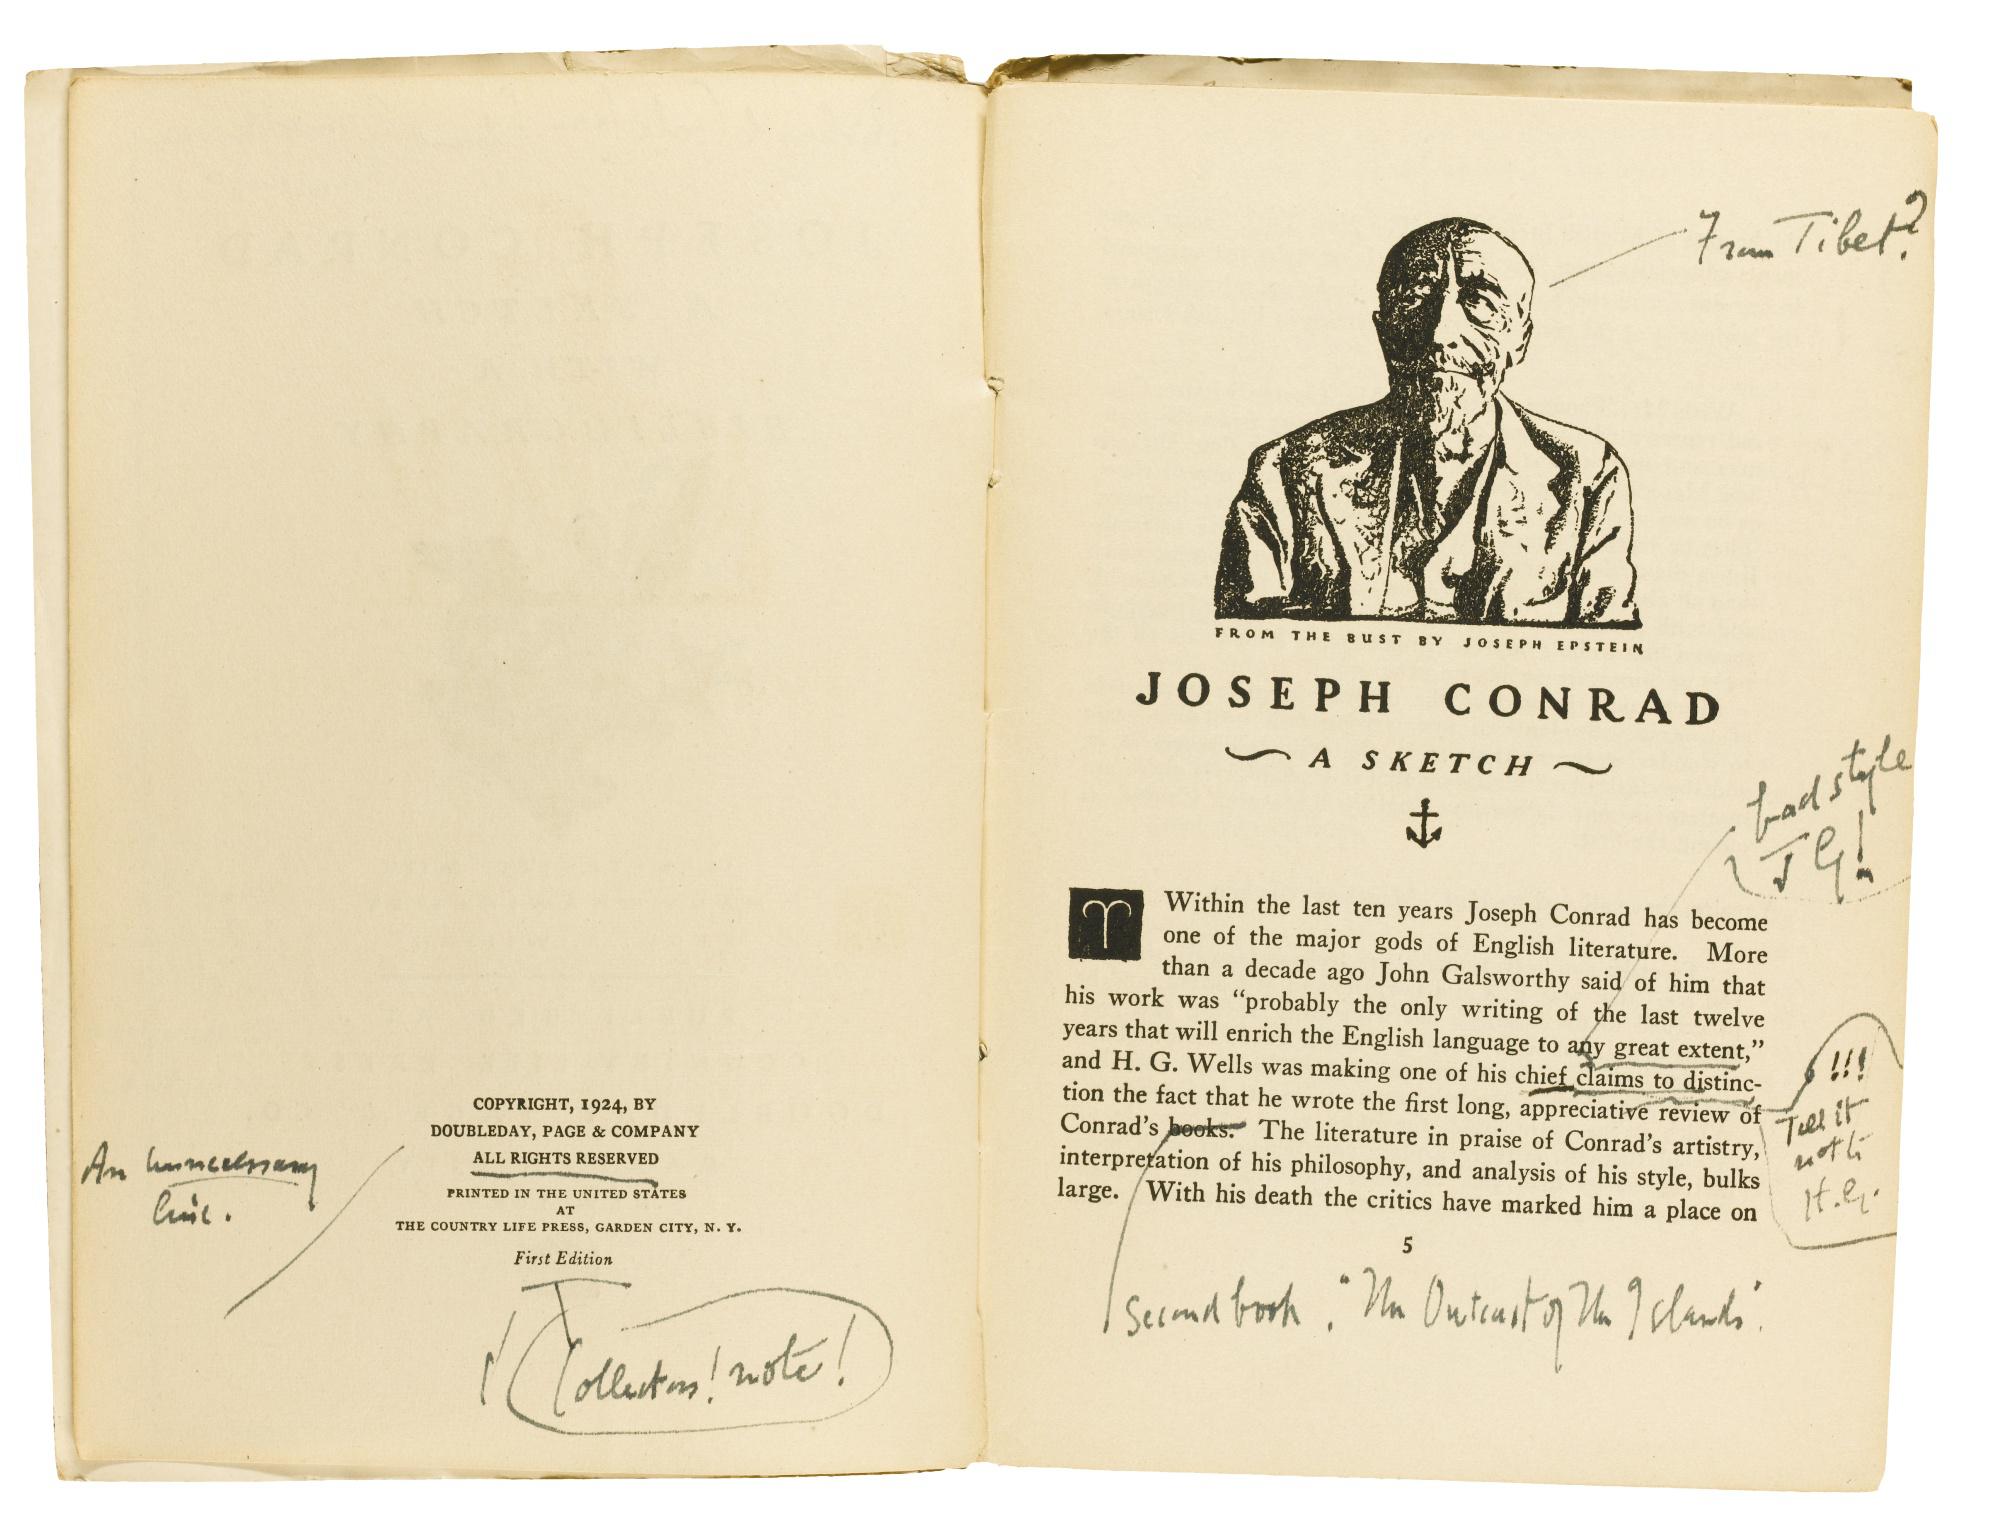 COPYRIGHT, 1924, BY
DOUBLEDAY, PAGE & COMPANY
ALL RIGHTS RESERVED
PRINTED IN THE UNITED STATES
AT
THE COUNTRY LIFE PRESS, GARDEN CITY, N. Y.
First Edition
An unnecessary
line.
Collectors! note!
From Tibet?
FROM THE BUST BY JOSEPH EPSTEIN
JOSEPH CONRAD
A SKETCH
bad style
J G!
Within the last ten years Joseph Conrad has become
one of the major gods of English literature. More
than a decade ago John Galsworthy said of him that
his work was “probably the only writing of the last twelve
years that will enrich the English language to any great extent,”
and H. G. Wells was making one of his chief claims to distinc-
tion the fact that he wrote the first long, appreciative review of
Conrad's books. The literature in praise of Conrad's artistry,
interpretation of his philosophy, and analysis of his style, bulks
large. With his death the critics have marked him a place on
!!!
Tell it
not to
H.G.
5
second book. "The Outcast of The Islands".